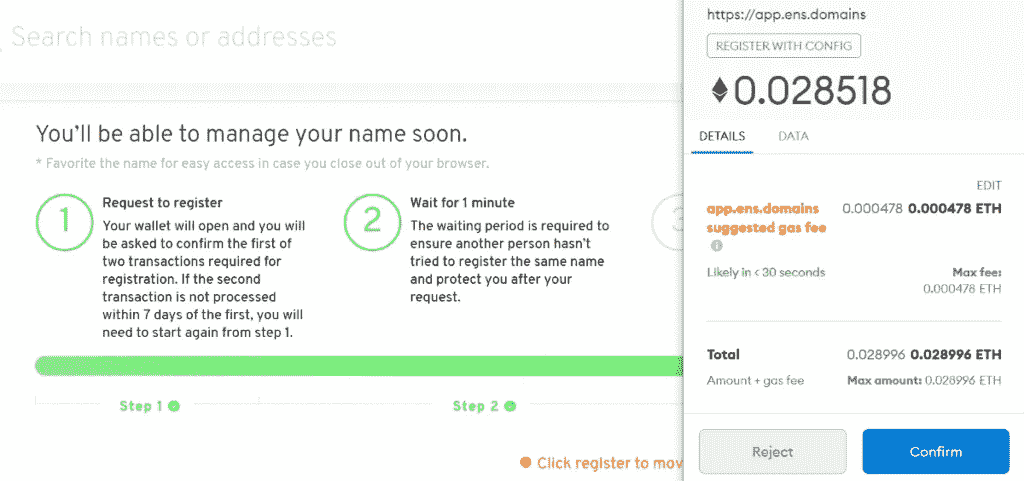 Search names or addresses
You'll be able to manage your name soon.
* Favorite the name for easy access in case you close out of your browser.
1
Request to register
Your wallet will open and you will
be asked to confirm the first of
two transactions required for
registration. If the second
transaction is not processed
within 7 days of the first, you will
need to start again from step 1.
2
Wait for 1 minute
The waiting period is required to
ensure another person hasn't
tried to register the same name
and protect you after your
request.
3
Step 1
Step 2
Click register to mov
https://app.ens.domains
REGISTER WITH CONFIG
0.028518
DETAILS DATA
EDIT
app.ens.domains 0.000478 0.000478 ETH
suggested gas fee
Likely in < 30 seconds Max fee:
0.000478 ETH
Total 0.028996 0.028996 ETH
Amount + gas fee Max amount: 0.028996 ETH
Reject Confirm